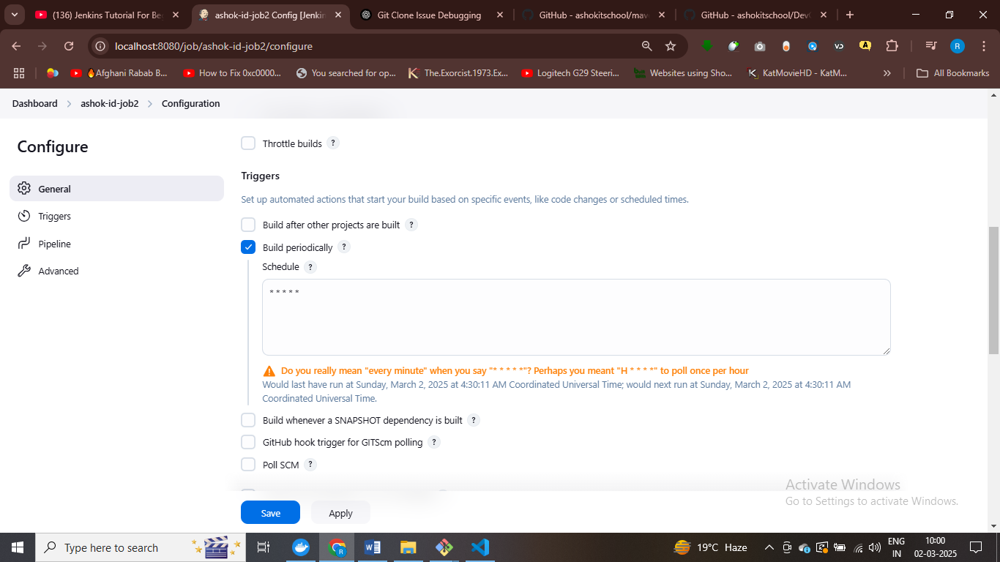 (136) Jenkins Tutorial For Be
ashok-id-job2 Config [Jenkin
Git Clone Issue Debugging
GitHub - ashokitschool/mav
GitHub - ashokitschool/DevO
localhost:8080/job/ashok-id-job2/configure
R
🔥Afghani Rabab B...
How to Fix 0xc0000...
You searched for op...
The.Exorcist.1973.Ex...
Logitech G29 Steeri...
Websites using Sho...
KatMovieHD - KatM...
»
All Bookmarks
Dashboard > ashok-id-job2 > Configuration
Configure
General
Triggers
Pipeline
Advanced
Throttle builds ?
Triggers
Set up automated actions that start your build based on specific events, like code changes or scheduled times.
Build after other projects are built ?
Build periodically ?
Schedule ?
* * * * *
Do you really mean "every minute" when you say "* * * * *"? Perhaps you meant "H * * * *" to poll once per hour
Would last have run at Sunday, March 2, 2025 at 4:30:11 AM Coordinated Universal Time; would next run at Sunday, March 2, 2025 at 4:30:11 AM
Coordinated Universal Time.
Build whenever a SNAPSHOT dependency is built ?
GitHub hook trigger for GITScm polling ?
Poll SCM ?
Save
Apply
Activate Windows
Go to Settings to activate Windows.
Type here to search
19°C Haze
ENG
IN
10:00
02-03-2025